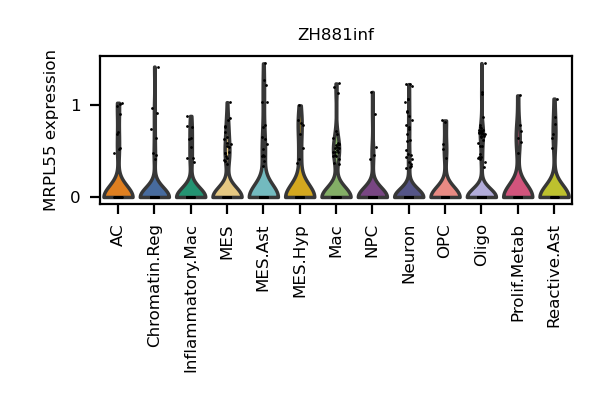 ZH881inf
MRPL55 expression
1
0
AC
Chromatin.Reg
Inflammatory.Mac
MES
MES.Ast
MES.Hyp
Mac
NPC
Neuron
OPC
Oligo
Prolif.Metab
Reactive.Ast